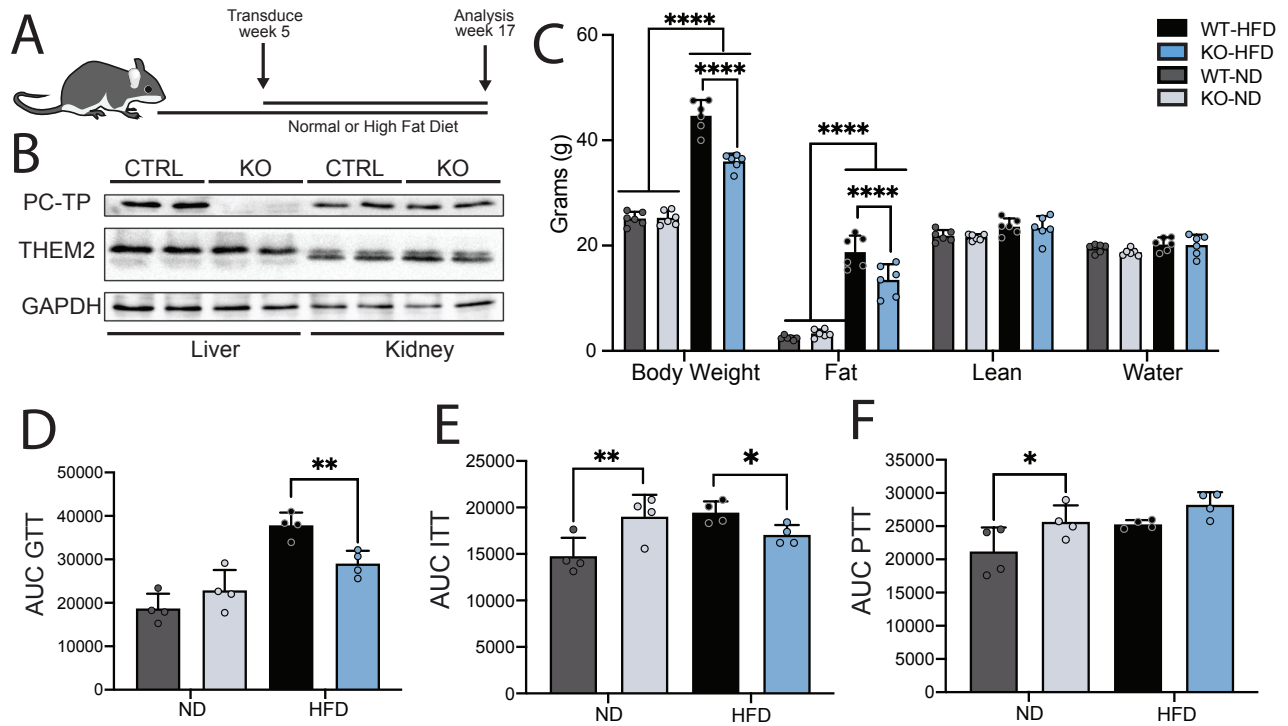 A
Transduce
week 5
Analysis
week 17
Normal or High Fat Diet
B
CTRL KO CTRL KO
PC-TP
THEM2
GAPDH
Liver Kidney
C
WT-HFD
KO-HFD
WT-ND
KO-ND
Grams (g)
60
40
20
0
****
****
****
****
Body Weight Fat Lean Water
D
AUC GTT
50000
40000
30000
20000
10000
0
**
ND HFD
E
AUC ITT
25000
20000
15000
10000
5000
0
** *
ND HFD
F
AUC PTT
35000
30000
25000
20000
15000
10000
5000
0
*
ND HFD